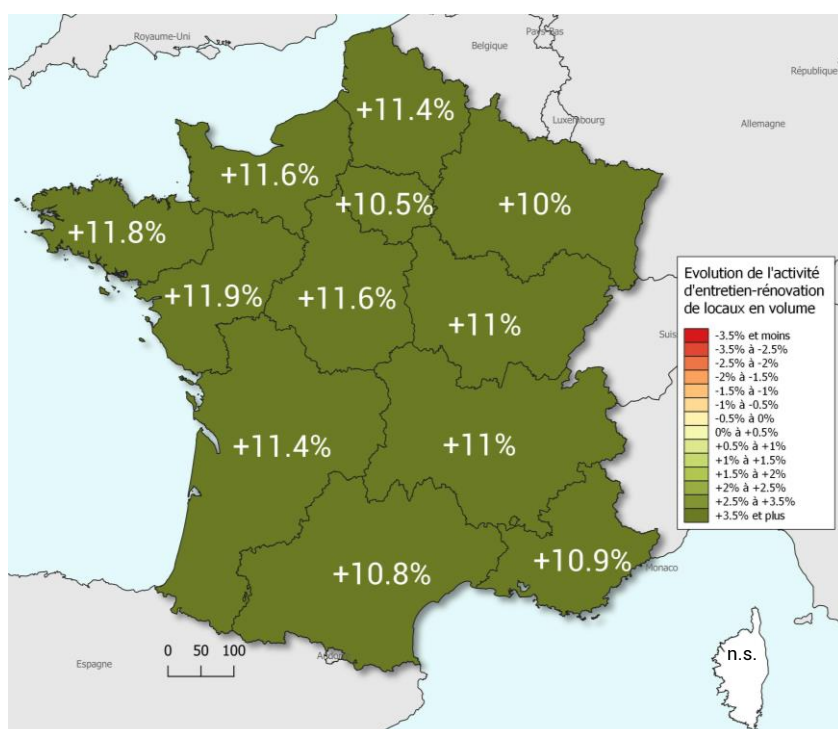 Royaume-Uni
Pays-Bas
Belgique
République
Luxembourg
Allemagne
+11.4%
+11.6%
+10.5%
+10%
+11.8%
+11.9%
+11.6%
+11%
Evolution de l'activité
d'entretien-rénovation
de locaux en volume
-3.5% et moins
-3.5% à -2.5%
-2.5% à -2%
-2% à -1.5%
-1.5% à -1%
-1% à -0.5%
-0.5% à 0%
0% à +0.5%
+0.5% à +1%
+1% à +1.5%
+1.5% à +2%
+2% à +2.5%
+2.5% à +3.5%
+3.5% et plus
Suis
+11.4%
+11%
+10.8%
+10.9%
Monaco
0 50 100
Espagne
n.s.